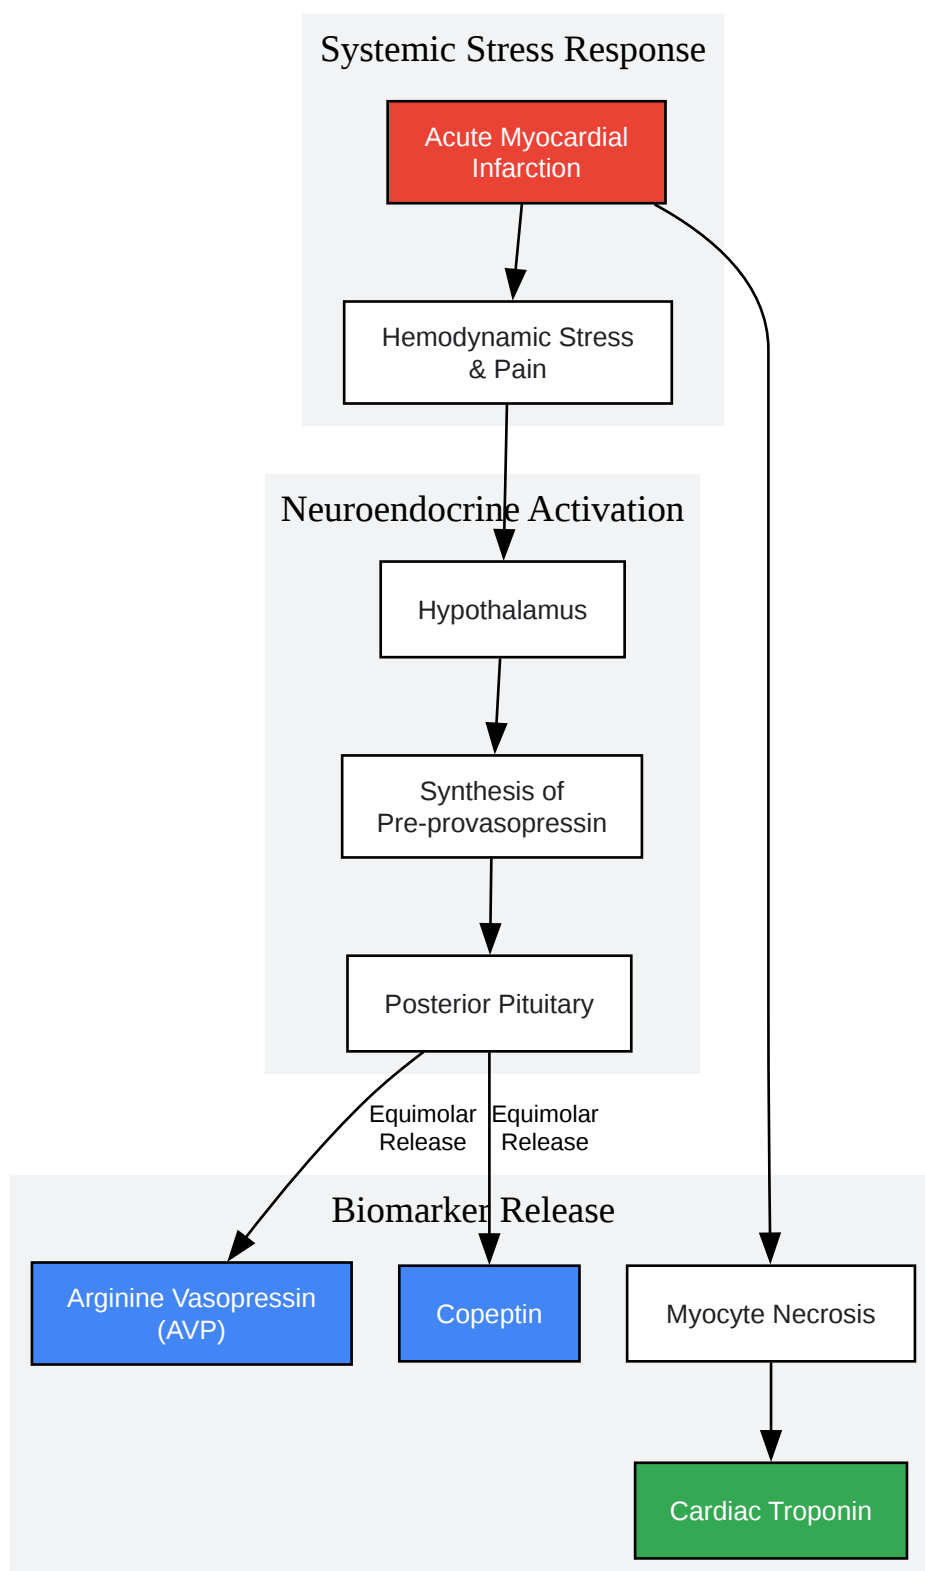 Systemic Stress Response
Acute Myocardial
Infarction
Hemodynamic Stress
& Pain
Neuroendocrine Activation
Hypothalamus
Synthesis of
Pre-provasopressin
Posterior Pituitary
Equimolar
Release
Equimolar
Release
Biomarker Release
Arginine Vasopressin
(AVP)
Copeptin
Myocyte Necrosis
Cardiac Troponin